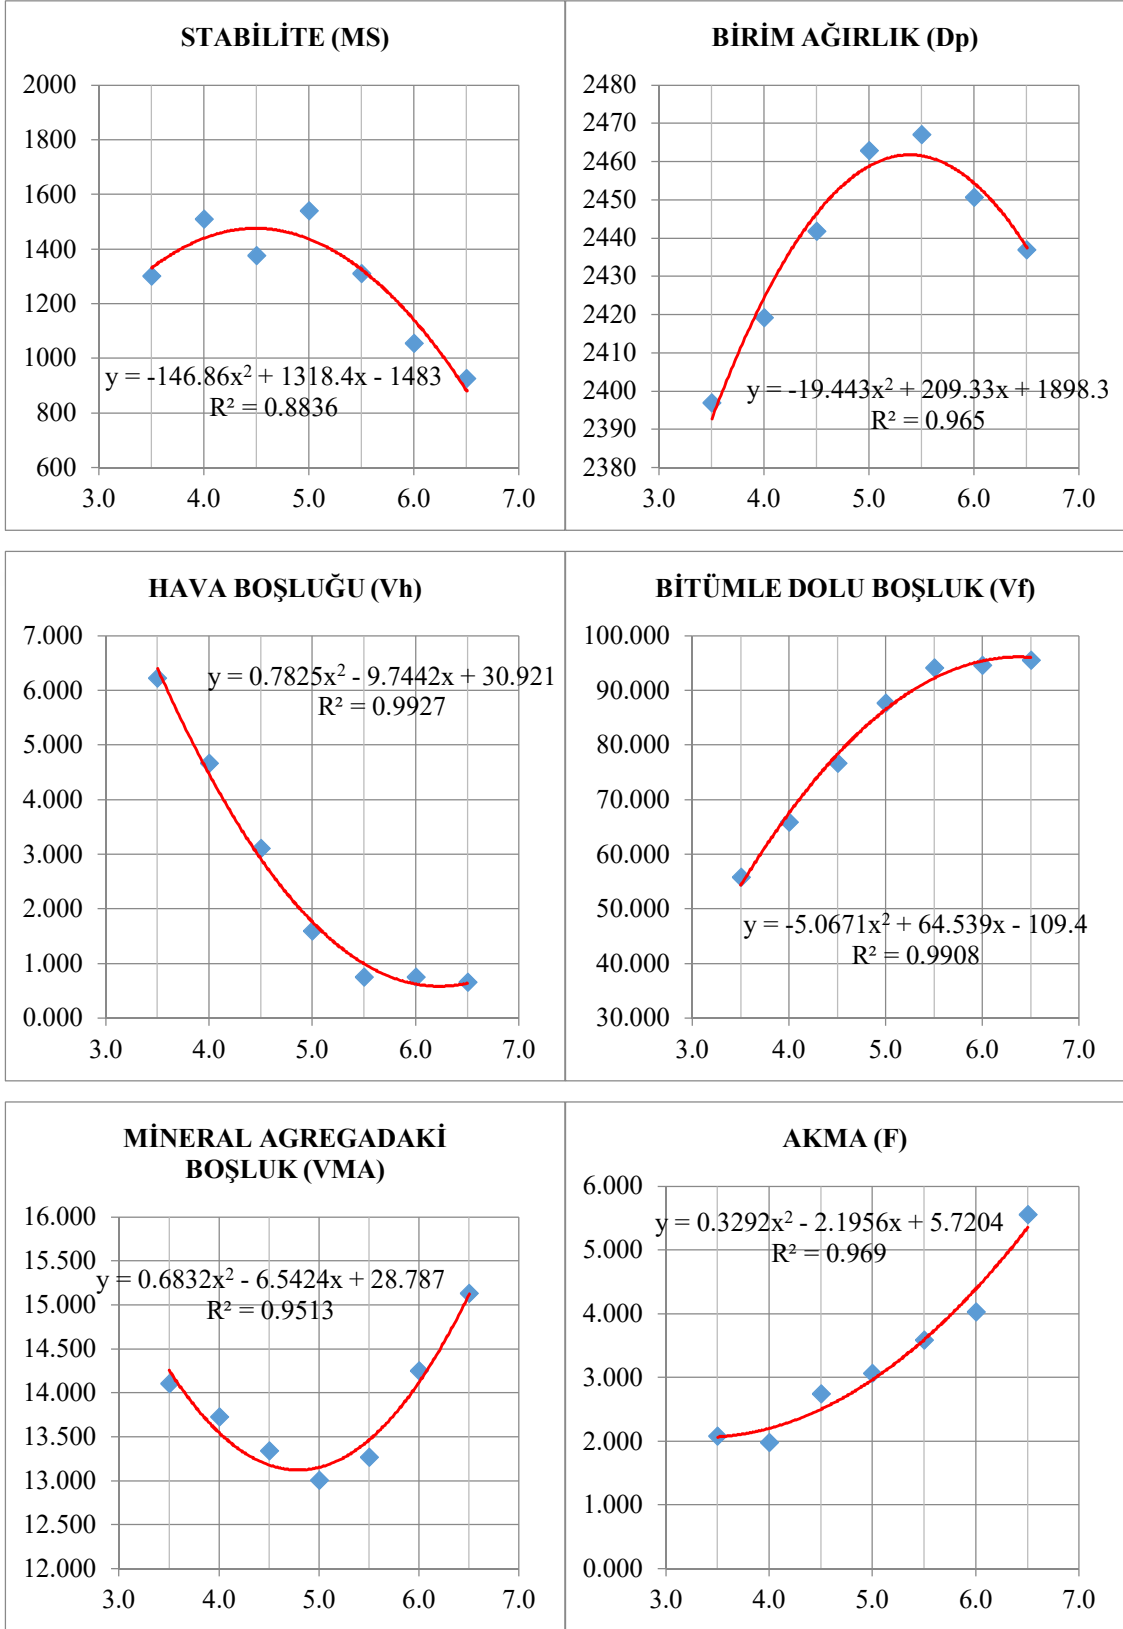 STABİLİTE (MS)
2000
1800
1600
1400
1200
1000
800
600
y = -146.86x² + 1318.4x - 1483
R² = 0.8836
3.0 4.0 5.0 6.0 7.0
BİRİM AĞIRLIK (Dp)
2480
2470
2460
2450
2440
2430
2420
2410
2400
2390
2380
y = -19.443x² + 209.33x + 1898.3
R² = 0.965
3.0 4.0 5.0 6.0 7.0
HAVA BOŞLUĞU (Vh)
7.000
6.000
5.000
4.000
3.000
2.000
1.000
0.000
y = 0.7825x² - 9.7442x + 30.921
R² = 0.9927
3.0 4.0 5.0 6.0 7.0
BİTÜMLE DOLU BOŞLUK (Vf)
100.000
90.000
80.000
70.000
60.000
50.000
40.000
30.000
y = -5.0671x² + 64.539x - 109.4
R² = 0.9908
3.0 4.0 5.0 6.0 7.0
MİNERAL AGREGADAKİ
BOŞLUK (VMA)
16.000
15.500
15.000
14.500
14.000
13.500
13.000
12.500
12.000
y = 0.6832x² - 6.5424x + 28.787
R² = 0.9513
3.0 4.0 5.0 6.0 7.0
AKMA (F)
6.000
5.000
4.000
3.000
2.000
1.000
0.000
y = 0.3292x² - 2.1956x + 5.7204
R² = 0.969
3.0 4.0 5.0 6.0 7.0